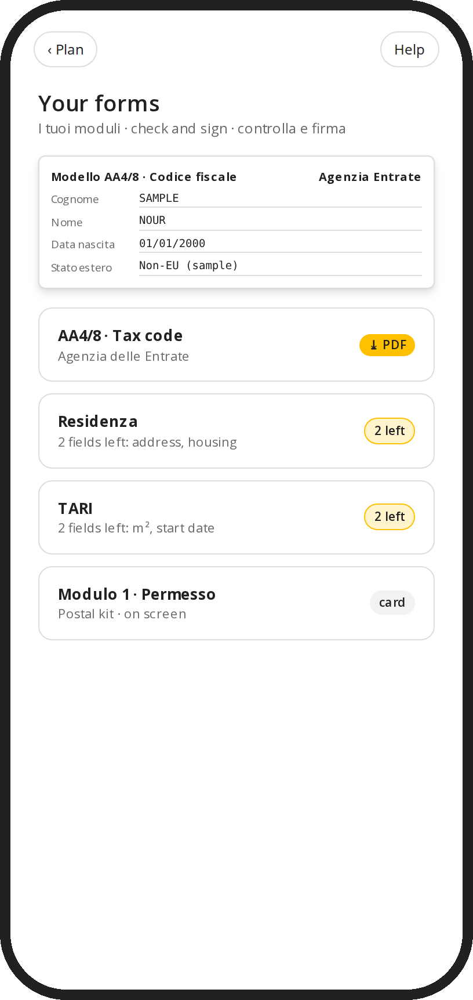 ‹ Plan
Help
Your forms
I tuoi moduli · check and sign · controlla e firma
Modello AA4/8 · Codice fiscale
Agenzia Entrate
Cognome SAMPLE
Nome NOUR
Data nascita 01/01/2000
Stato estero Non-EU (sample)
AA4/8 · Tax code
Agenzia delle Entrate
⤓ PDF
Residenza
2 fields left: address, housing
2 left
TARI
2 fields left: m², start date
2 left
Modulo 1 · Permesso
Postal kit · on screen
card